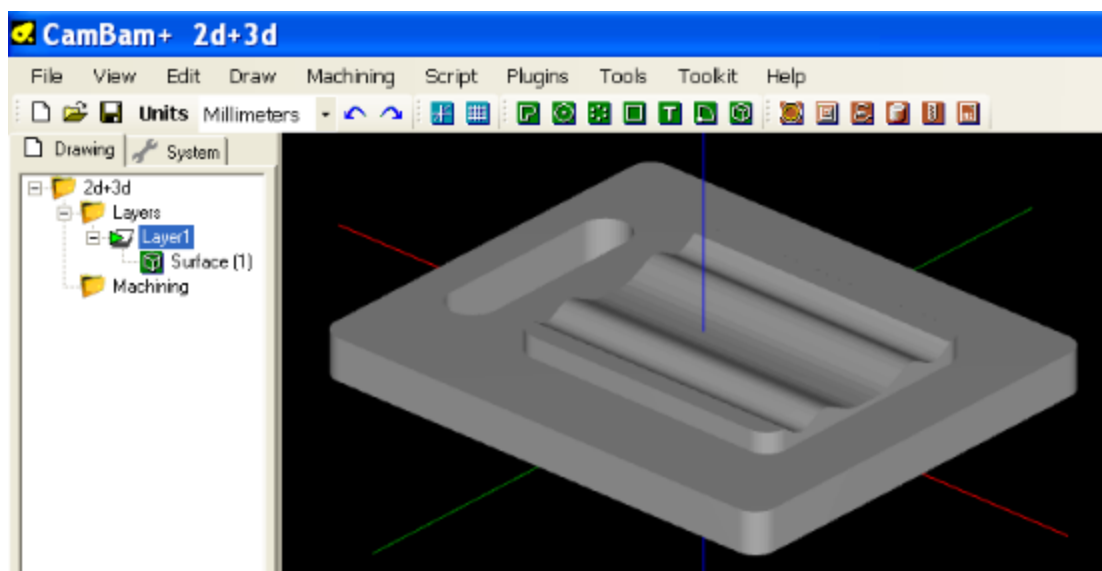 CamBam+ 2d+3d
File View Edit Draw Machining Script Plugins Tools Toolkit Help
Units Millimeters
Drawing System
2d+3d
Layers
Layer1
Surface (1)
Machining